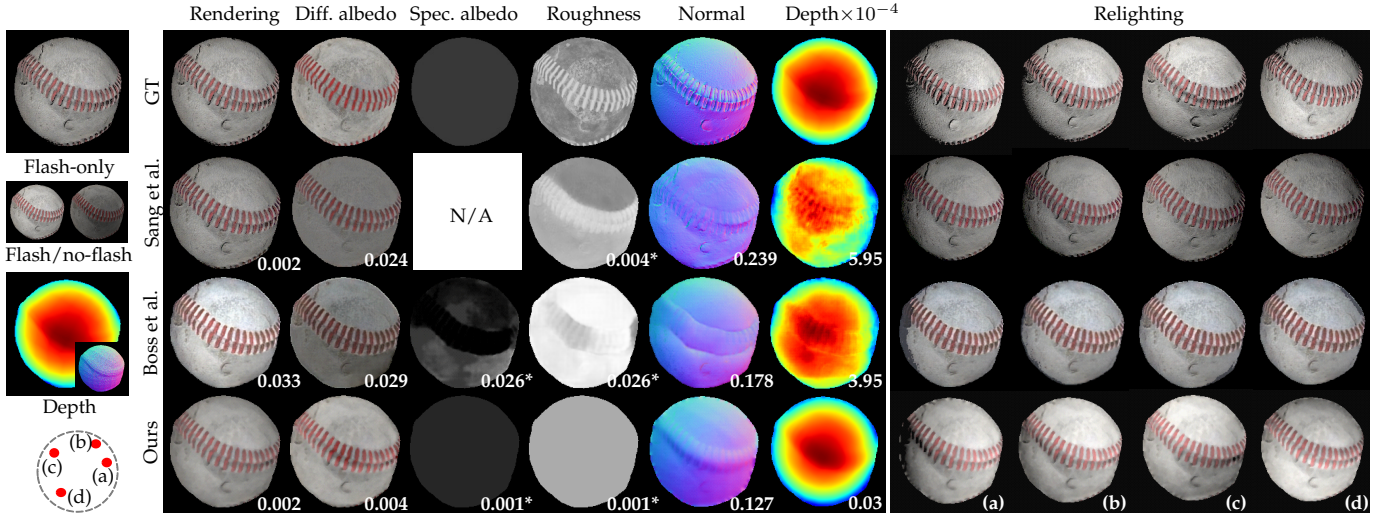 Rendering Diff. albedo Spec. albedo Roughness Normal Depth×10⁻⁴ Relighting
GT
Flash-only
Sang et al.
N/A
0.002 0.024 0.004* 0.239 5.95
Flash/no-flash
Boss et al.
0.033 0.029 0.026* 0.026* 0.178 3.95
Depth
Ours
(b)
(c)
(a)
(d)
0.002 0.004 0.001* 0.001* 0.127 0.03
(a) (b) (c) (d)